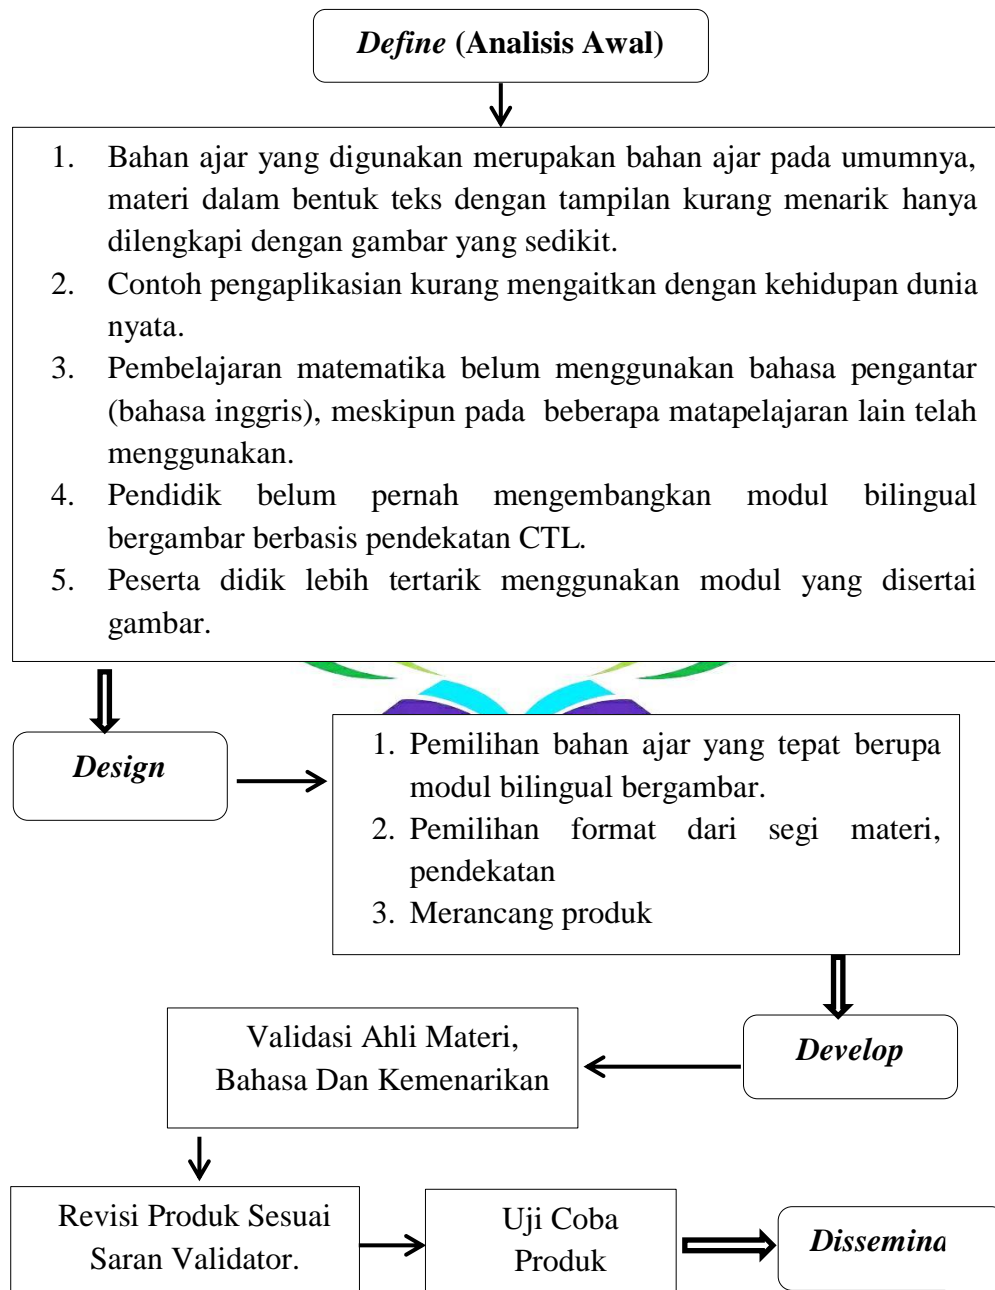 Define (Analisis Awal)
1. Bahan ajar yang digunakan merupakan bahan ajar pada umumnya,
materi dalam bentuk teks dengan tampilan kurang menarik hanya
dilengkapi dengan gambar yang sedikit.
2. Contoh pengaplikasian kurang mengaitkan dengan kehidupan dunia
nyata.
3. Pembelajaran matematika belum menggunakan bahasa pengantar
(bahasa inggris), meskipun pada beberapa matapelajaran lain telah
menggunakan.
4. Pendidik belum pernah mengembangkan modul bilingual
bergambar berbasis pendekatan CTL.
5. Peserta didik lebih tertarik menggunakan modul yang disertai
gambar.
Design
1. Pemilihan bahan ajar yang tepat berupa
modul bilingual bergambar.
2. Pemilihan format dari segi materi,
pendekatan
3. Merancang produk
Develop
Validasi Ahli Materi,
Bahasa Dan Kemenarikan
Revisi Produk Sesuai
Saran Validator.
Uji Coba
Produk
Dissemina